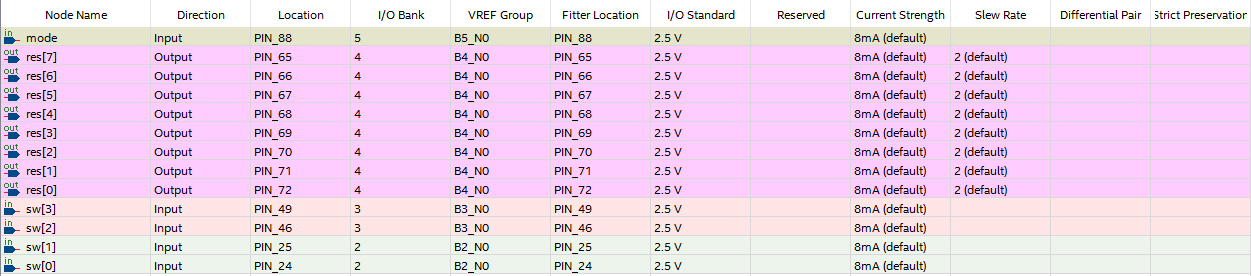 Node Name Direction Location I/O Bank VREF Group Fitter Location I/O Standard Reserved Current Strength Slew Rate Differential Pair Strict Preservation
in mode Input PIN_88 5 B5_N0 PIN_88 2.5 V 8mA (default)
out res[7] Output PIN_65 4 B4_N0 PIN_65 2.5 V 8mA (default) 2 (default)
out res[6] Output PIN_66 4 B4_N0 PIN_66 2.5 V 8mA (default) 2 (default)
out res[5] Output PIN_67 4 B4_N0 PIN_67 2.5 V 8mA (default) 2 (default)
out res[4] Output PIN_68 4 B4_N0 PIN_68 2.5 V 8mA (default) 2 (default)
out res[3] Output PIN_69 4 B4_N0 PIN_69 2.5 V 8mA (default) 2 (default)
out res[2] Output PIN_70 4 B4_N0 PIN_70 2.5 V 8mA (default) 2 (default)
out res[1] Output PIN_71 4 B4_N0 PIN_71 2.5 V 8mA (default) 2 (default)
out res[0] Output PIN_72 4 B4_N0 PIN_72 2.5 V 8mA (default) 2 (default)
in sw[3] Input PIN_49 3 B3_N0 PIN_49 2.5 V 8mA (default)
in sw[2] Input PIN_46 3 B3_N0 PIN_46 2.5 V 8mA (default)
in sw[1] Input PIN_25 2 B2_N0 PIN_25 2.5 V 8mA (default)
in sw[0] Input PIN_24 2 B2_N0 PIN_24 2.5 V 8mA (default)